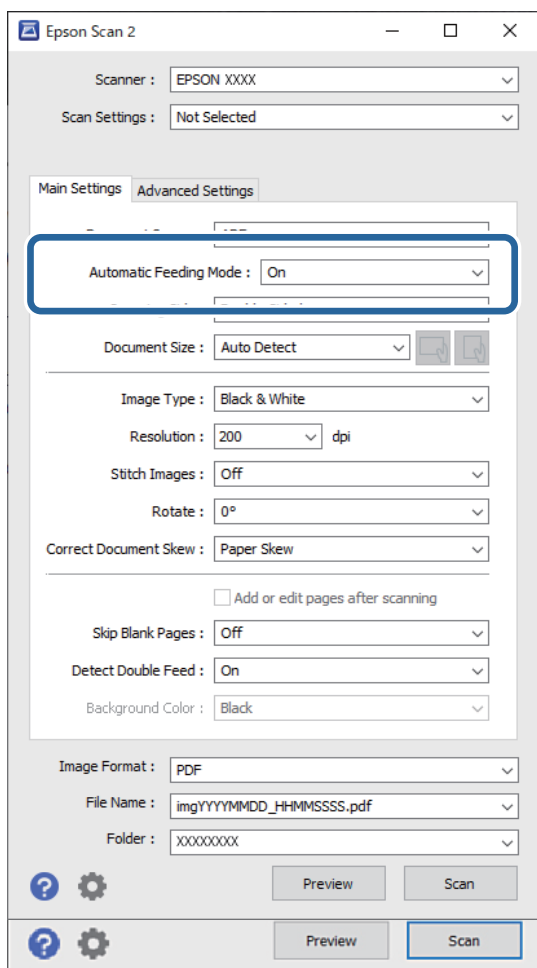 Epson Scan 2
Scanner : EPSON XXXX
Scan Settings : Not Selected
Main Settings Advanced Settings
Automatic Feeding Mode : On
Document Size : Auto Detect
Image Type : Black & White
Resolution : 200 dpi
Stitch Images : Off
Rotate : 0°
Correct Document Skew : Paper Skew
Add or edit pages after scanning
Skip Blank Pages : Off
Detect Double Feed : On
Background Color : Black
Image Format : PDF
File Name : imgYYYYMMDD_HHMMSSSS.pdf
Folder : XXXXXXXX
? Preview Scan
? Preview Scan